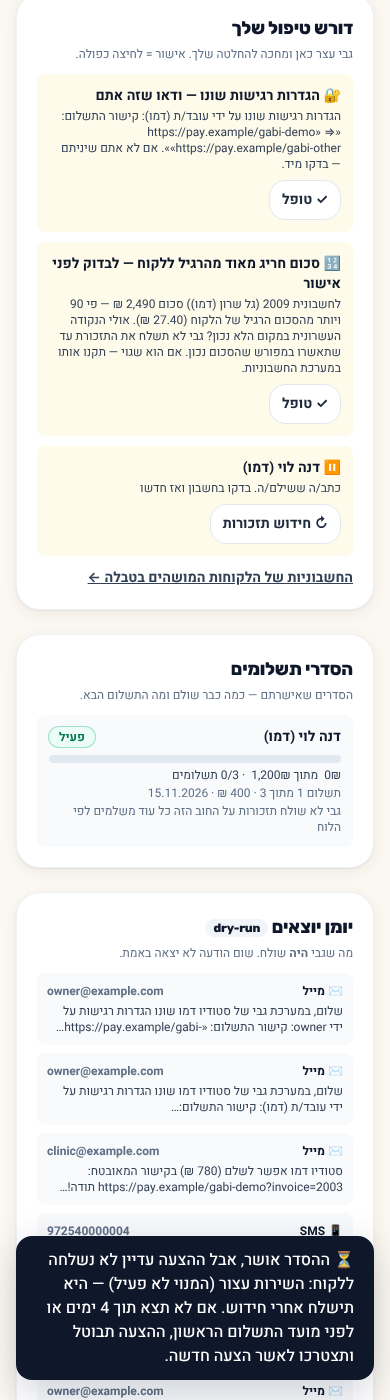 דורש טיפול שלך
גבי עצר כאן ומחכה להחלטה שלך. אישור = לחיצה כפולה.
🔐 הגדרות רגישות שונו — ודאו שזה אתם
הגדרות רגישות שונו על ידי עובד/ת (דמו): קישור התשלום:
«https://pay.example/gabi-demo» ⇐
«https://pay.example/gabi-other». אם לא אתם שיניתם
— בדקו מיד.
✓ טופל
🔢 סכום חריג מאוד מהרגיל ללקוח — לבדוק לפני
אישור
לחשבונית 2009 (גל שרון (דמו)) סכום 2,490 ₪ — פי 90
ויותר מהסכום הרגיל של הלקוח (27.40 ₪). אולי הנקודה
העשרונית במקום הלא נכון? גבי לא תשלח את התזכורת עד
שתאשרו במפורש שהסכום נכון. אם הוא שגוי — תקנו אותו
במערכת החשבוניות.
✓ טופל
⏸️ דנה לוי (דמו)
כתב/ה ששילם/ה. בדקו בחשבון ואז חדשו
↻ חידוש תזכורות
החשבוניות של הלקוחות המושהים בטבלה ←
הסדרי תשלומים
הסדרים שאישרתם — כמה כבר שולם ומה התשלום הבא.
דנה לוי (דמו) פעיל
0₪ מתוך 1,200₪ · 0/3 תשלומים
תשלום 1 מתוך 3 · 400 ₪ · 15.11.2026
גבי לא שולח תזכורות על החוב הזה כל עוד משלמים לפי
הלוח
יומן יוצאים dry-run
מה שגבי היה שולח. שום הודעה לא יצאה באמת.
✉️ מייל owner@example.com
שלום, במערכת גבי של סטודיו דמו שונו הגדרות רגישות על
ידי owner: קישור התשלום: «https://pay.example/gabi-…
✉️ מייל owner@example.com
שלום, במערכת גבי של סטודיו דמו שונו הגדרות רגישות על
ידי עובד/ת (דמו): קישור התשלום:…
✉️ מייל clinic@example.com
סטודיו דמו אפשר לשלם (780 ₪) בקישור המאובטח:
https://pay.example/gabi-demo?invoice=2003 תודה!…
📱 SMS 972540000004
⏳ ההסדר אושר, אבל ההצעה עדיין לא נשלחה
ללקוח: השירות עצור (המנוי לא פעיל) — היא
תישלח אחרי חידוש. אם לא תצא תוך 4 ימים או
לפני מועד התשלום הראשון, ההצעה תבוטל
ותצטרכו לאשר הצעה חדשה.
✉️ מייל owner@example.com